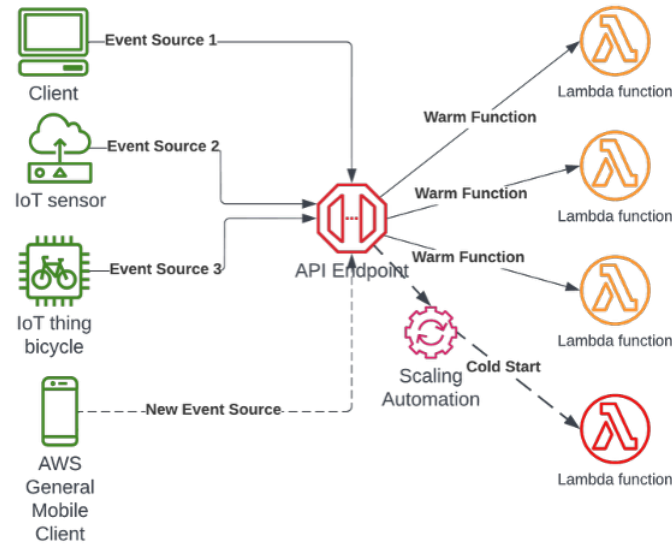 Event Source 1
Client
Event Source 2
IoT sensor
Event Source 3
IoT thing
bicycle
New Event Source
AWS
General
Mobile
Client
API Endpoint
Scaling
Automation
Warm Function
Warm Function
Warm Function
Cold Start
Lambda function
Lambda function
Lambda function
Lambda function